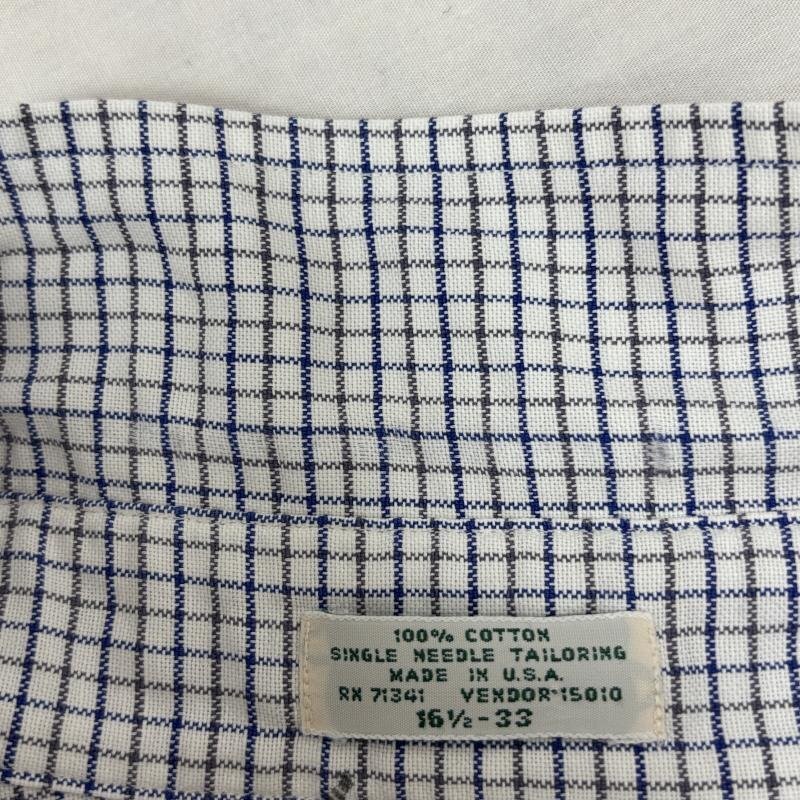 100% COTTON
SINGLE NEEDLE TAILORING
MADE IN U.S.A.
RN 71341 VENDOR*15010
16½-33